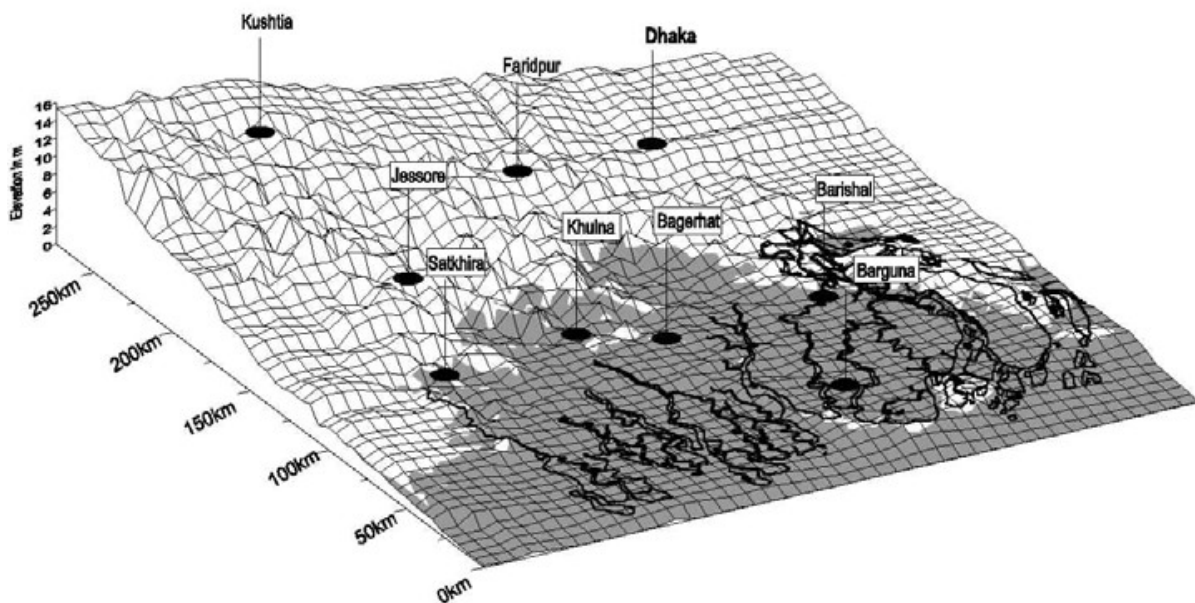 Kushtia
Dhaka
Faridpur
16
14
12
10
8
6
4
2
0
Elevation in m
Jessore
Barishal
Khulna
Bagerhat
Satkhira
Barguna
250km
200km
150km
100km
50km
0km